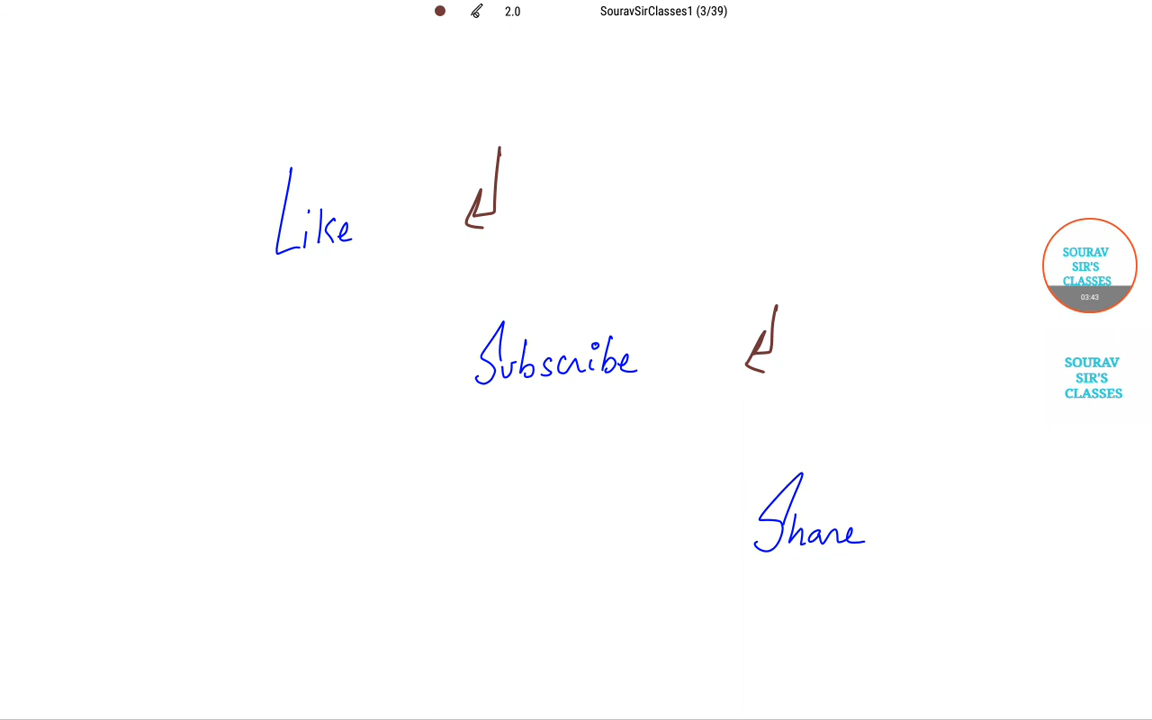 2.0 SouravSirClasses1 (3/39)
Like
SOURAV
SIR'S
CLASSES
03:43
Subscribe
SOURAV
SIR'S
CLASSES
Share